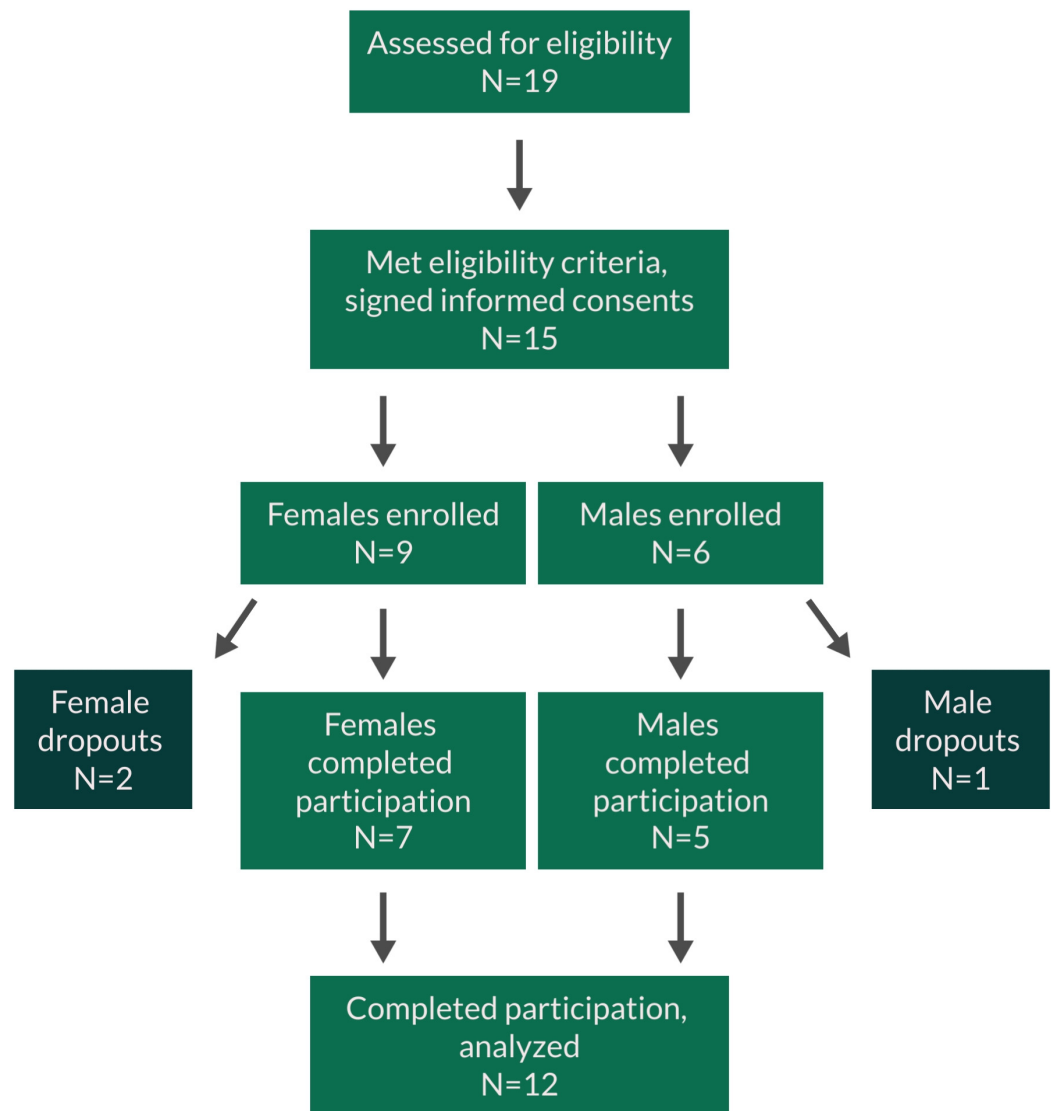 Assessed for eligibility
N=19
Met eligibility criteria,
signed informed consents
N=15
Females enrolled
N=9
Males enrolled
N=6
Female
dropouts
N=2
Females
completed
participation
N=7
Males
completed
participation
N=5
Male
dropouts
N=1
Completed participation,
analyzed
N=12